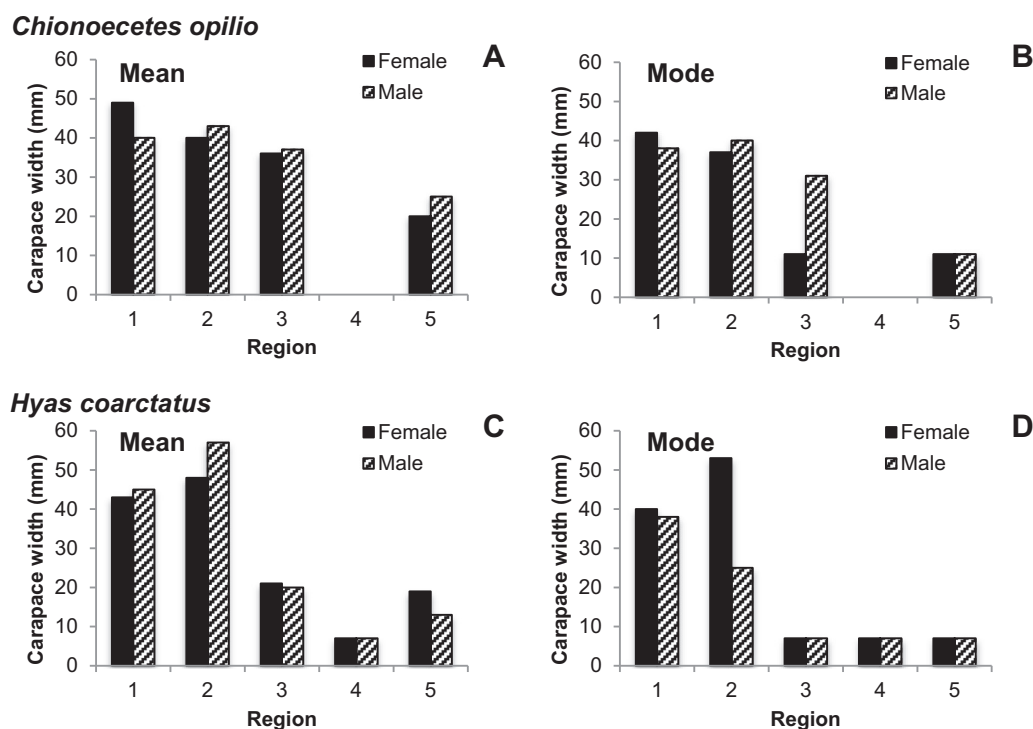 Chionoecetes opilio
A
Mean
Female
Male
Carapace width (mm)
60
50
40
30
20
10
0
1 2 3 4 5
Region
B
Mode
Female
Male
Carapace width (mm)
60
50
40
30
20
10
0
1 2 3 4 5
Region
Hyas coarctatus
C
Mean
Female
Male
Carapace width (mm)
60
50
40
30
20
10
0
1 2 3 4 5
Region
D
Mode
Female
Male
Carapace width (mm)
60
50
40
30
20
10
0
1 2 3 4 5
Region